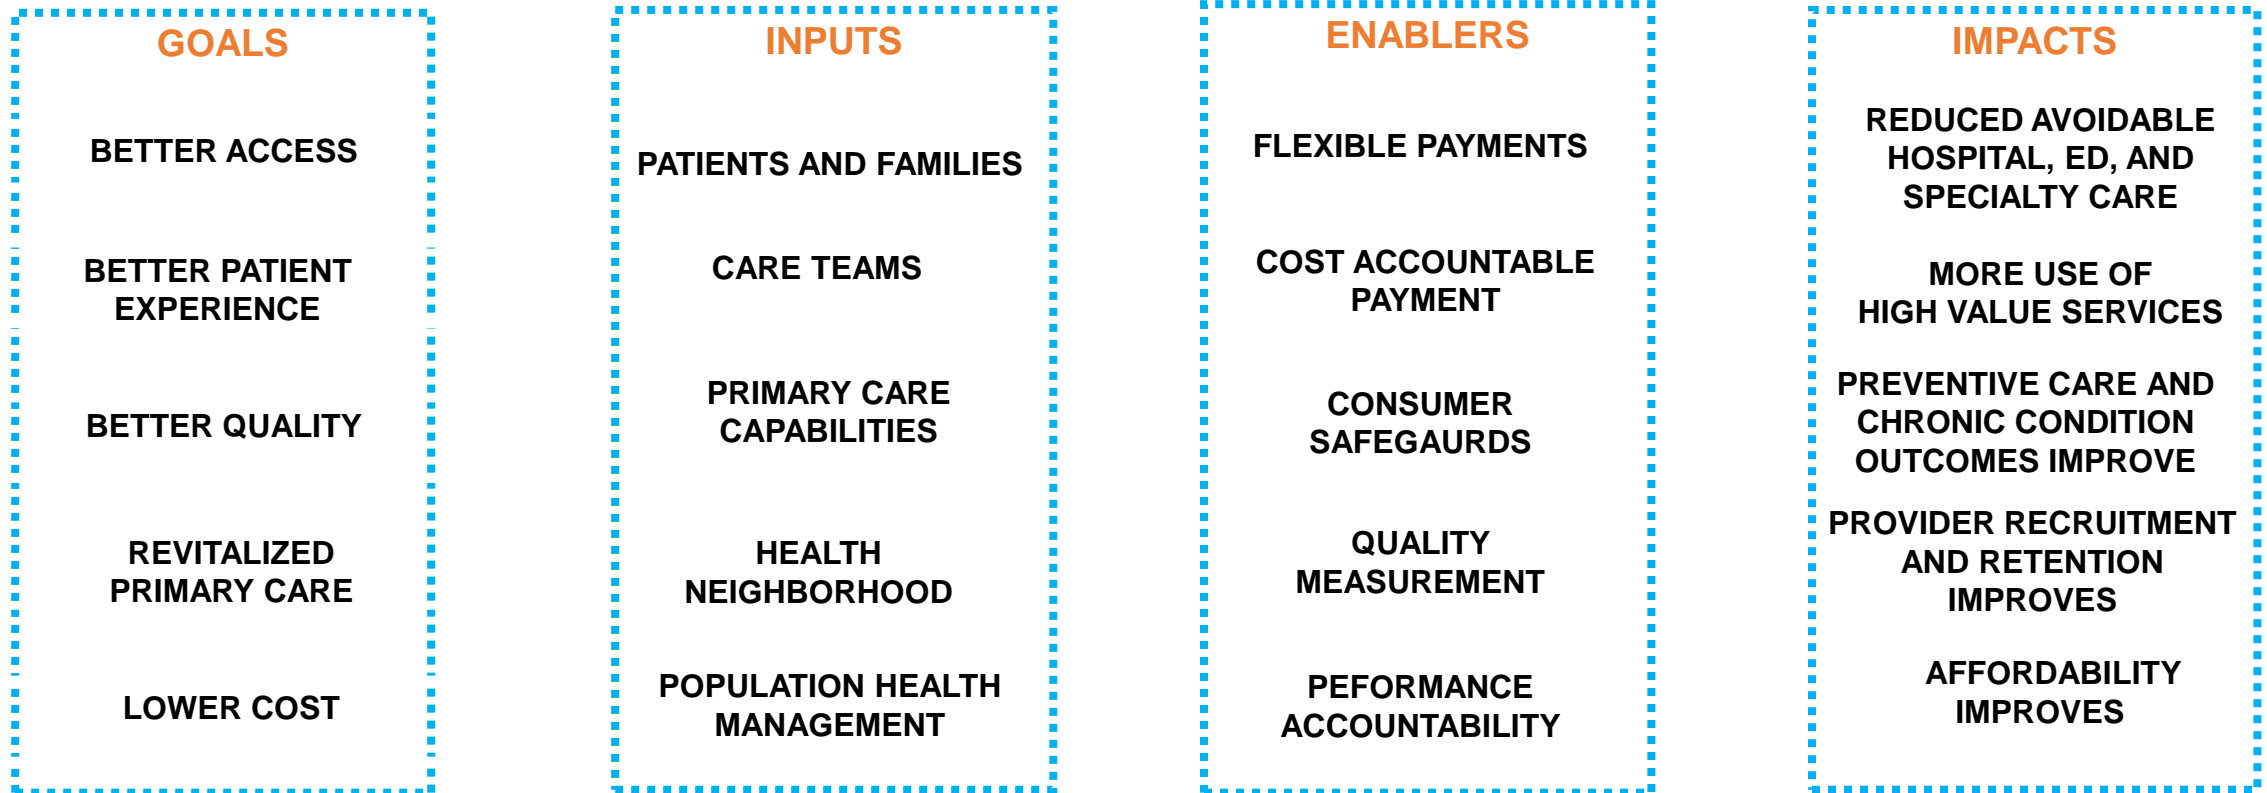 GOALS
BETTER ACCESS
BETTER PATIENT
EXPERIENCE
BETTER QUALITY
REVITALIZED
PRIMARY CARE
LOWER COST
INPUTS
PATIENTS AND FAMILIES
CARE TEAMS
PRIMARY CARE
CAPABILITIES
HEALTH
NEIGHBORHOOD
POPULATION HEALTH
MANAGEMENT
ENABLERS
FLEXIBLE PAYMENTS
COST ACCOUNTABLE
PAYMENT
CONSUMER
SAFEGAURDS
QUALITY
MEASUREMENT
PEFORMANCE
ACCOUNTABILITY
IMPACTS
REDUCED AVOIDABLE
HOSPITAL, ED, AND
SPECIALTY CARE
MORE USE OF
HIGH VALUE SERVICES
PREVENTIVE CARE AND
CHRONIC CONDITION
OUTCOMES IMPROVE
PROVIDER RECRUITMENT
AND RETENTION
IMPROVES
AFFORDABILITY
IMPROVES